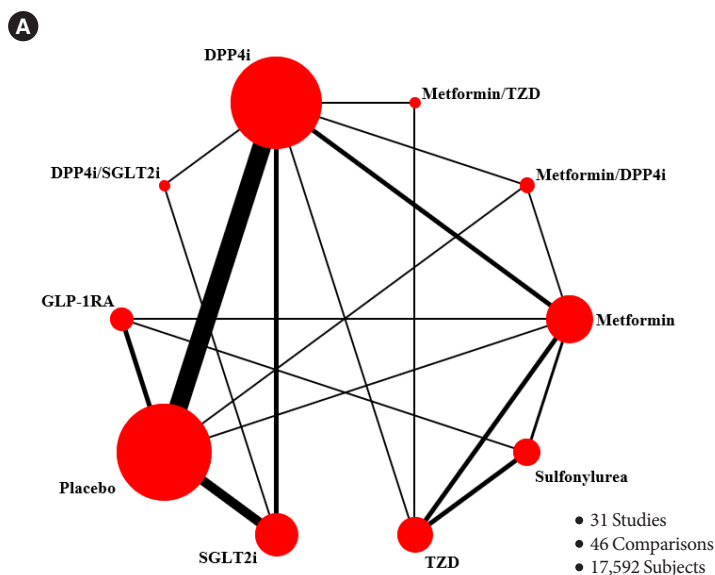 A
DPP4i
Metformin/TZD
DPP4i/SGLT2i
Metformin/DPP4i
GLP-1RA
Metformin
Placebo
Sulfonylurea
SGLT2i
TZD
• 31 Studies
• 46 Comparisons
• 17,592 Subjects